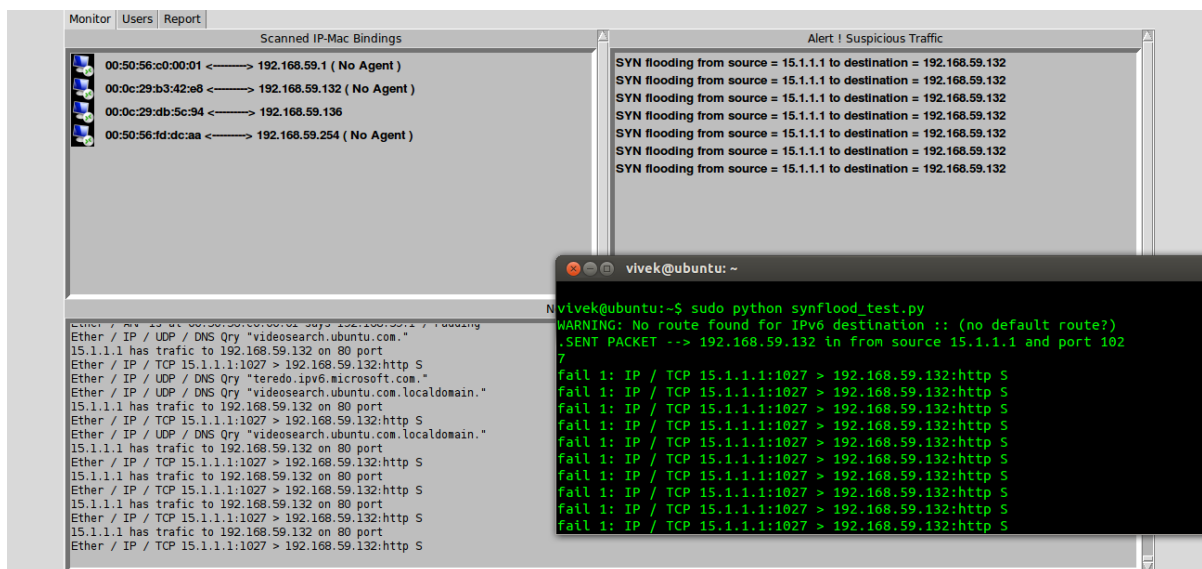 Monitor Users Report
Scanned IP-Mac Bindings
00:50:56:c0:00:01 <---------> 192.168.59.1 ( No Agent )
00:0c:29:b3:42:e8 <---------> 192.168.59.132 ( No Agent )
00:0c:29:db:5c:94 <---------> 192.168.59.136
00:50:56:fd:dc:aa <---------> 192.168.59.254 ( No Agent )
Alert ! Suspicious Traffic
SYN flooding from source = 15.1.1.1 to destination = 192.168.59.132
SYN flooding from source = 15.1.1.1 to destination = 192.168.59.132
SYN flooding from source = 15.1.1.1 to destination = 192.168.59.132
SYN flooding from source = 15.1.1.1 to destination = 192.168.59.132
SYN flooding from source = 15.1.1.1 to destination = 192.168.59.132
SYN flooding from source = 15.1.1.1 to destination = 192.168.59.132
SYN flooding from source = 15.1.1.1 to destination = 192.168.59.132
N
Ether / ARP is at 00:50:56:c0:00:01 says 192.168.59.1 / Padding
Ether / IP / UDP / DNS Qry "videosearch.ubuntu.com."
15.1.1.1 has trafic to 192.168.59.132 on 80 port
Ether / IP / TCP 15.1.1.1:1027 > 192.168.59.132:http S
Ether / IP / UDP / DNS Qry "teredo.ipv6.microsoft.com."
Ether / IP / UDP / DNS Qry "videosearch.ubuntu.com.localdomain."
15.1.1.1 has trafic to 192.168.59.132 on 80 port
Ether / IP / TCP 15.1.1.1:1027 > 192.168.59.132:http S
Ether / IP / UDP / DNS Qry "videosearch.ubuntu.com.localdomain."
15.1.1.1 has trafic to 192.168.59.132 on 80 port
Ether / IP / TCP 15.1.1.1:1027 > 192.168.59.132:http S
15.1.1.1 has trafic to 192.168.59.132 on 80 port
Ether / IP / TCP 15.1.1.1:1027 > 192.168.59.132:http S
15.1.1.1 has trafic to 192.168.59.132 on 80 port
Ether / IP / TCP 15.1.1.1:1027 > 192.168.59.132:http S
15.1.1.1 has trafic to 192.168.59.132 on 80 port
Ether / IP / TCP 15.1.1.1:1027 > 192.168.59.132:http S
vivek@ubuntu: ~
vivek@ubuntu:~$ sudo python synflood_test.py
WARNING: No route found for IPv6 destination :: (no default route?)
.SENT PACKET --> 192.168.59.132 in from source 15.1.1.1 and port 102
7
fail 1: IP / TCP 15.1.1.1:1027 > 192.168.59.132:http S
fail 1: IP / TCP 15.1.1.1:1027 > 192.168.59.132:http S
fail 1: IP / TCP 15.1.1.1:1027 > 192.168.59.132:http S
fail 1: IP / TCP 15.1.1.1:1027 > 192.168.59.132:http S
fail 1: IP / TCP 15.1.1.1:1027 > 192.168.59.132:http S
fail 1: IP / TCP 15.1.1.1:1027 > 192.168.59.132:http S
fail 1: IP / TCP 15.1.1.1:1027 > 192.168.59.132:http S
fail 1: IP / TCP 15.1.1.1:1027 > 192.168.59.132:http S
fail 1: IP / TCP 15.1.1.1:1027 > 192.168.59.132:http S
fail 1: IP / TCP 15.1.1.1:1027 > 192.168.59.132:http S